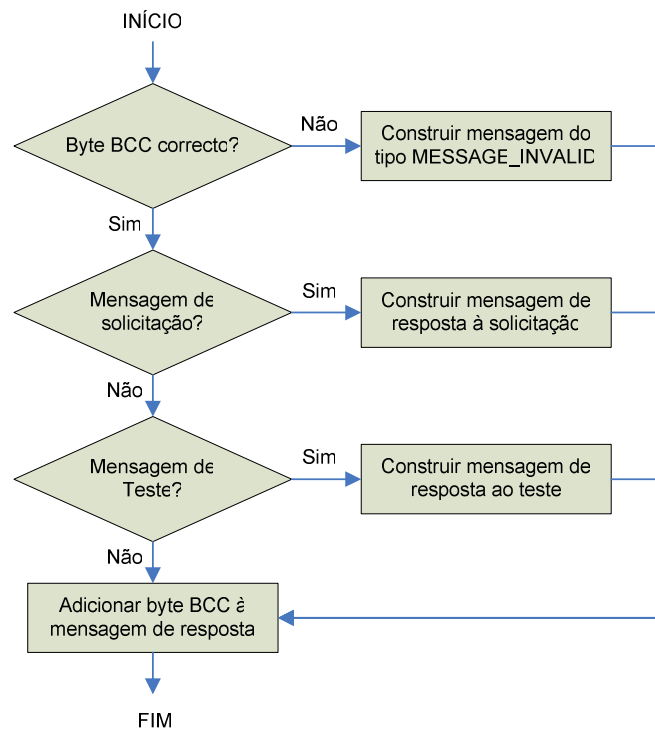 INÍCIO
Byte BCC correcto?
Não
Construir mensagem do
tipo MESSAGE_INVALID
Sim
Mensagem de
solicitação?
Sim
Construir mensagem de
resposta à solicitação
Não
Mensagem de
Teste?
Sim
Construir mensagem de
resposta ao teste
Não
Adicionar byte BCC à
mensagem de resposta
FIM